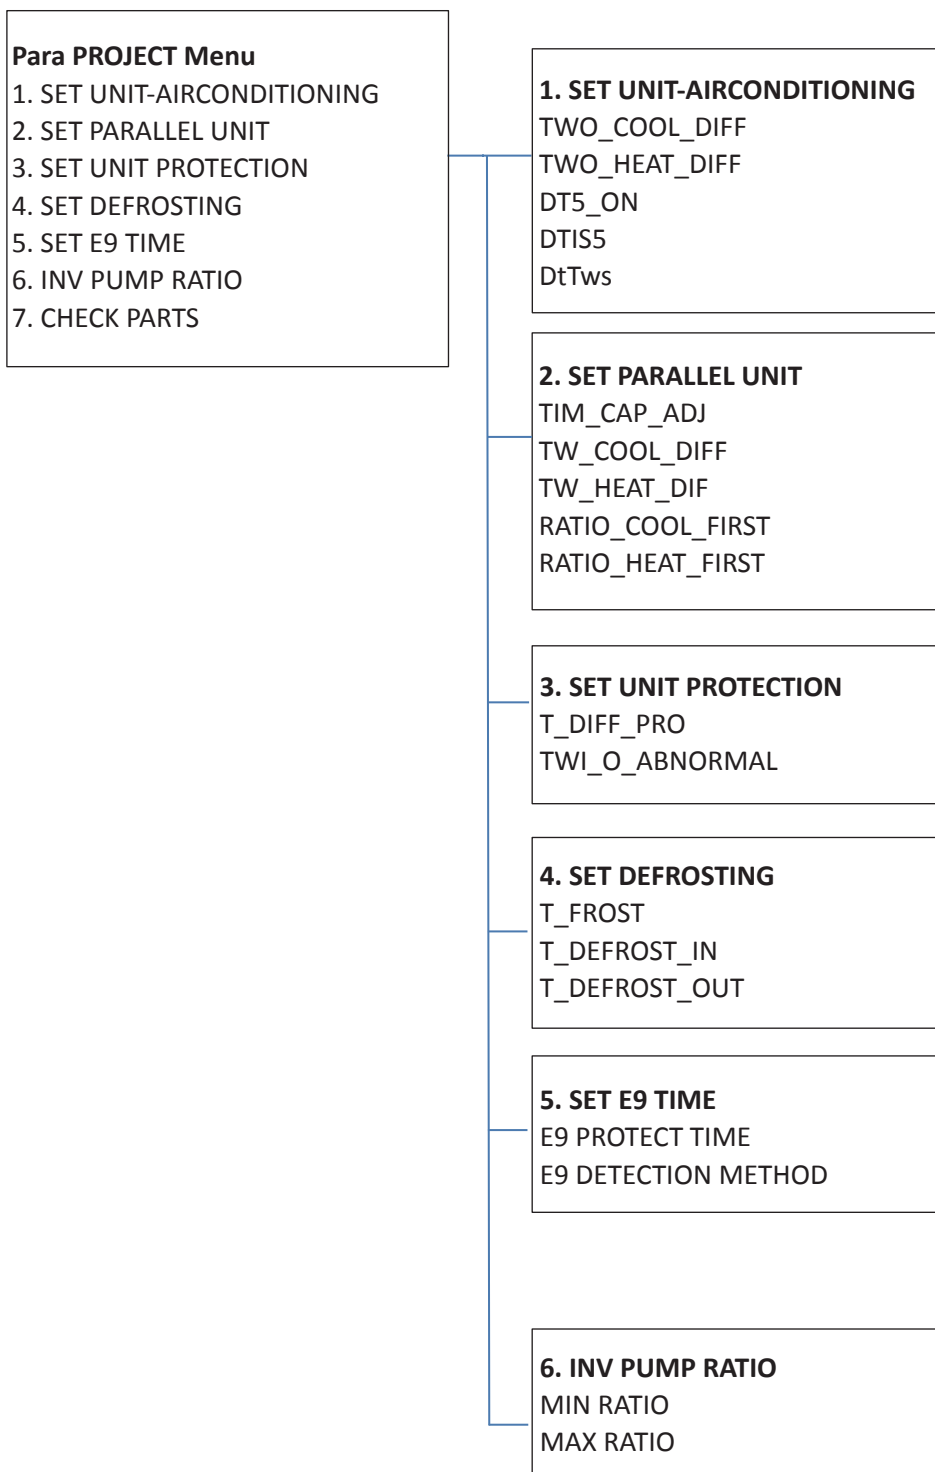 Para PROJECT Menu
1. SET UNIT-AIRCONDITIONING
2. SET PARALLEL UNIT
3. SET UNIT PROTECTION
4. SET DEFROSTING
5. SET E9 TIME
6. INV PUMP RATIO
7. CHECK PARTS
1. SET UNIT-AIRCONDITIONING
TWO_COOL_DIFF
TWO_HEAT_DIFF
DT5_ON
DTIS5
DtTws
2. SET PARALLEL UNIT
TIM_CAP_ADJ
TW_COOL_DIFF
TW_HEAT_DIF
RATIO_COOL_FIRST
RATIO_HEAT_FIRST
3. SET UNIT PROTECTION
T_DIFF_PRO
TWI_O_ABNORMAL
4. SET DEFROSTING
T_FROST
T_DEFROST_IN
T_DEFROST_OUT
5. SET E9 TIME
E9 PROTECT TIME
E9 DETECTION METHOD
6. INV PUMP RATIO
MIN RATIO
MAX RATIO